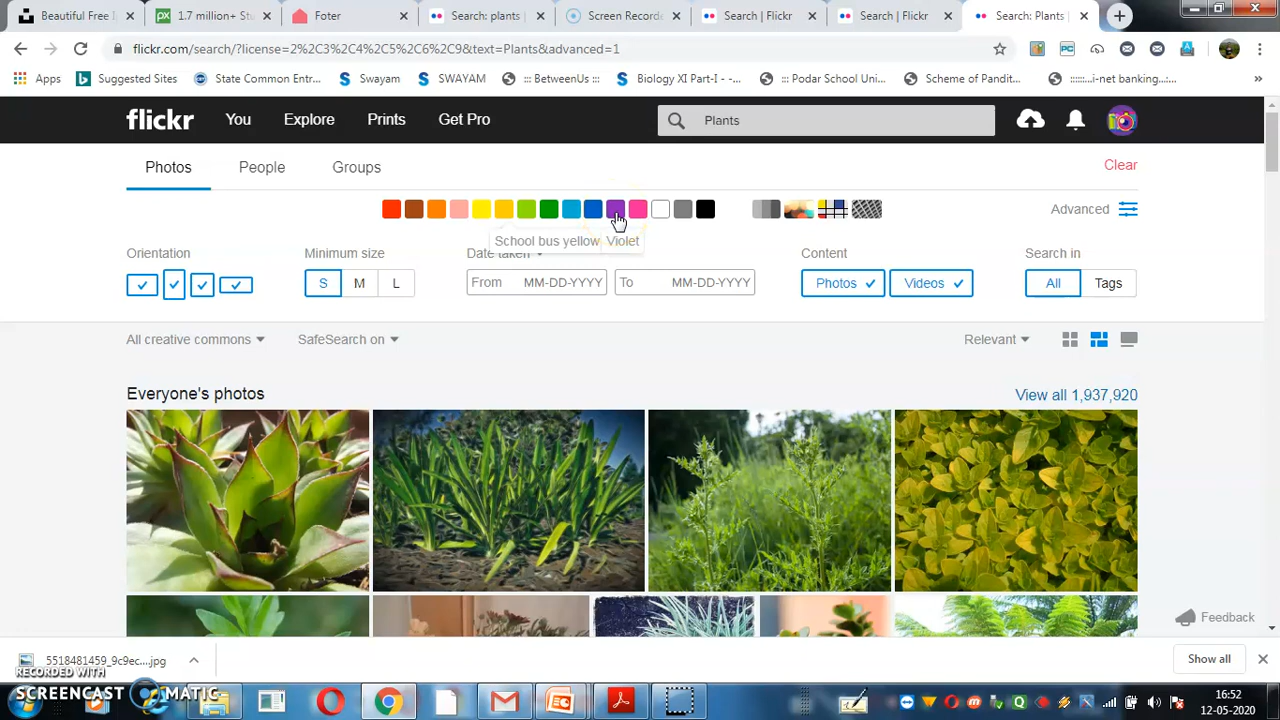 Beautiful Free I
1.7 million+ Stu
Foter
Search: plants
Screen Recorde
Search | Flickr
Search | Flickr
Search: Plants
flickr.com/search/?license=2%2C3%2C4%2C5%2C6%2C9&text=Plants&advanced=1
Apps
Suggested Sites
State Common Entr...
Swayam
SWAYAM
::: BetweenUs :::
Biology XI Part-I - -...
::: Podar School Uni...
Scheme of Pandit...
:::::...i-net banking...::
»
flickr
You
Explore
Prints
Get Pro
Plants
Photos
People
Groups
Clear
Advanced
School bus yellow
Violet
Orientation
Minimum size
Date taken
Content
Search in
S
M
L
From MM-DD-YYYY
To MM-DD-YYYY
Photos
Videos
All
Tags
All creative commons
SafeSearch on
Relevant
Everyone's photos
View all 1,937,920
Feedback
5518481459_9c9ec....jpg
Show all
RECORDED WITH
SCREENCAST MATIC
16:52
12-05-2020